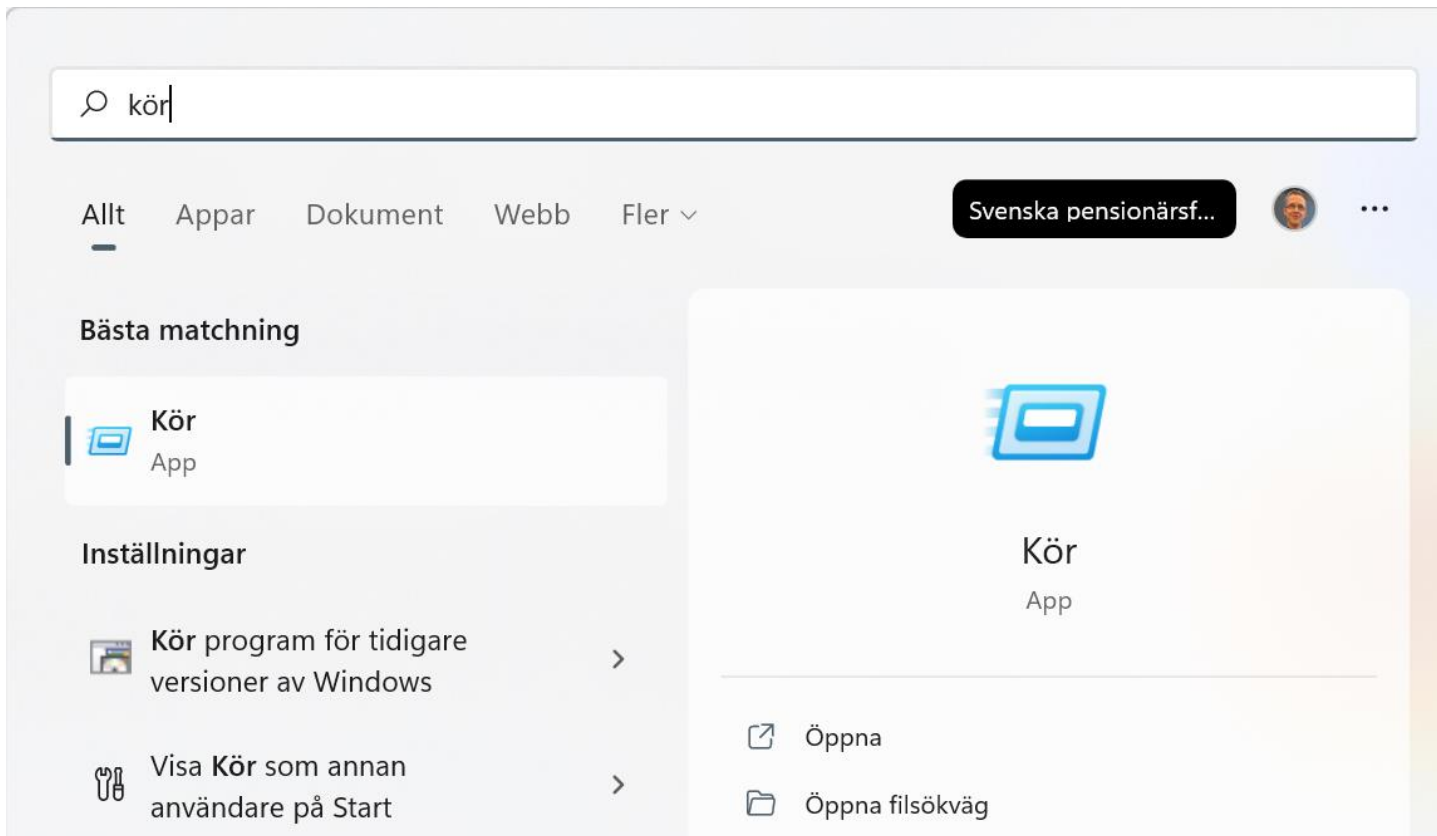 kör
Allt Appar Dokument Webb Fler
Svenska pensionärsf...
Bästa matchning
Kör
App
Inställningar
Kör program för tidigare
versioner av Windows
Visa Kör som annan
användare på Start
Kör
App
Öppna
Öppna filsökväg